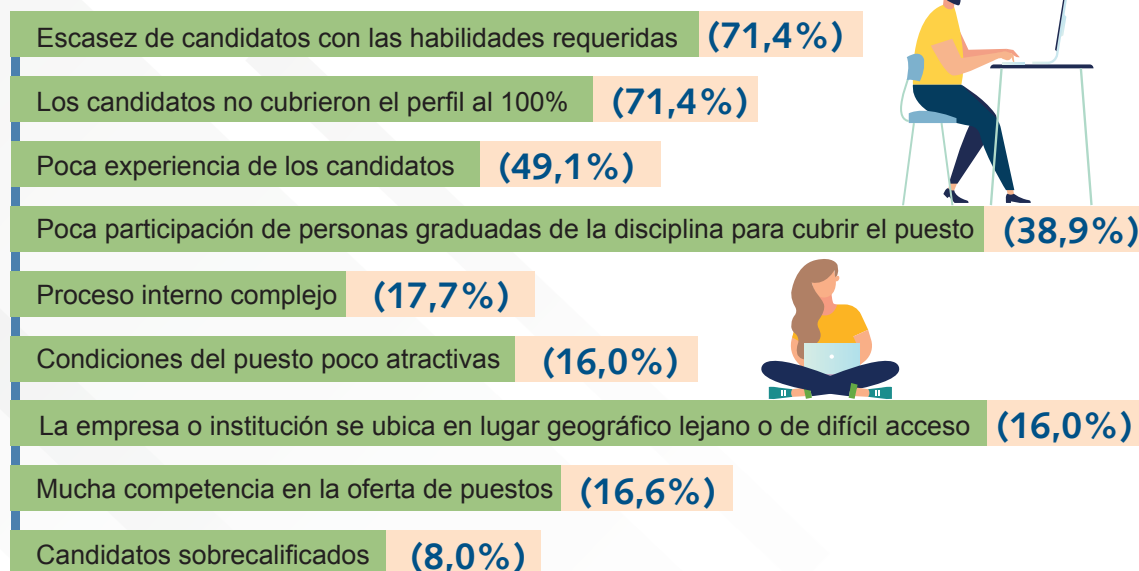 Escasez de candidatos con las habilidades requeridas (71,4%)
Los candidatos no cubrieron el perfil al 100% (71,4%)
Poca experiencia de los candidatos (49,1%)
Poca participación de personas graduadas de la disciplina para cubrir el puesto (38,9%)
Proceso interno complejo (17,7%)
Condiciones del puesto poco atractivas (16,0%)
La empresa o institución se ubica en lugar geográfico lejano o de difícil acceso (16,0%)
Mucha competencia en la oferta de puestos (16,6%)
Candidatos sobrecalificados (8,0%)